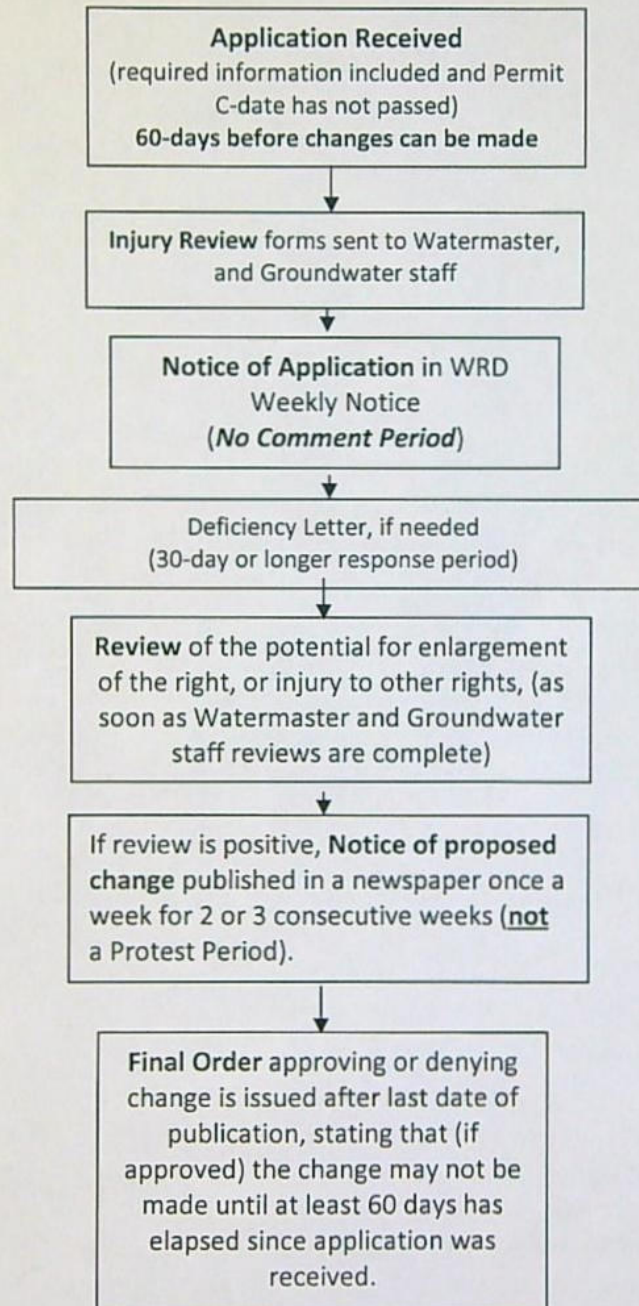 Application Received
(required information included and Permit
C-date has not passed)
60-days before changes can be made
Injury Review forms sent to Watermaster,
and Groundwater staff
Notice of Application in WRD
Weekly Notice
(No Comment Period)
Deficiency Letter, if needed
(30-day or longer response period)
Review of the potential for enlargement
of the right, or injury to other rights, (as
soon as Watermaster and Groundwater
staff reviews are complete)
If review is positive, Notice of proposed
change published in a newspaper once a
week for 2 or 3 consecutive weeks (not
a Protest Period).
Final Order approving or denying
change is issued after last date of
publication, stating that (if
approved) the change may not be
made until at least 60 days has
elapsed since application was
received.